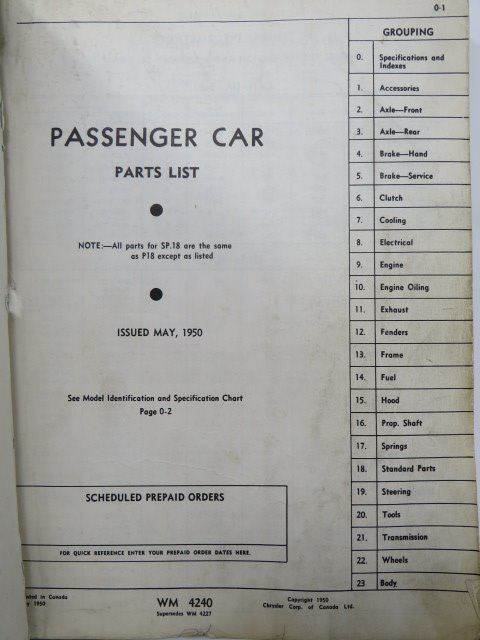 0-1
PASSENGER CAR
PARTS LIST
NOTE:—All parts for SP.18 are the same
as P18 except as listed
ISSUED MAY, 1950
See Model Identification and Specification Chart
Page 0-2
SCHEDULED PREPAID ORDERS
FOR QUICK REFERENCE ENTER YOUR PREPAID ORDER DATES HERE.
GROUPING
0. Specifications and
Indexes
1. Accessories
2. Axle—Front
3. Axle—Rear
4. Brake—Hand
5. Brake—Service
6. Clutch
7. Cooling
8. Electrical
9. Engine
10. Engine Oiling
11. Exhaust
12. Fenders
13. Frame
14. Fuel
15. Hood
16. Prop. Shaft
17. Springs
18. Standard Parts
19. Steering
20. Tools
21. Transmission
22. Wheels
23 Body
in Canada
1950
WM 4240
Supersedes WM 4227
Copyright 1950
Chrysler Corp. of Canada Ltd.